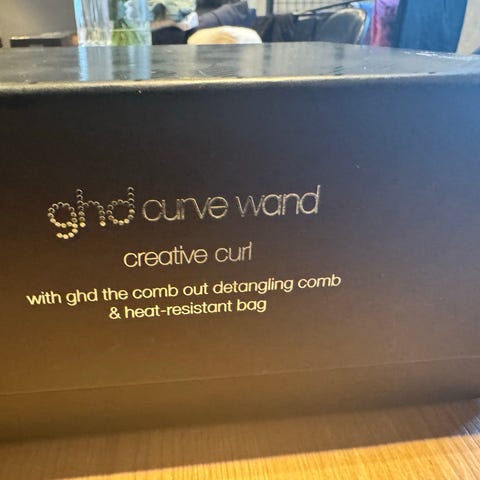 ghd curve wand
creative curl
with ghd the comb out detangling comb
& heat-resistant bag